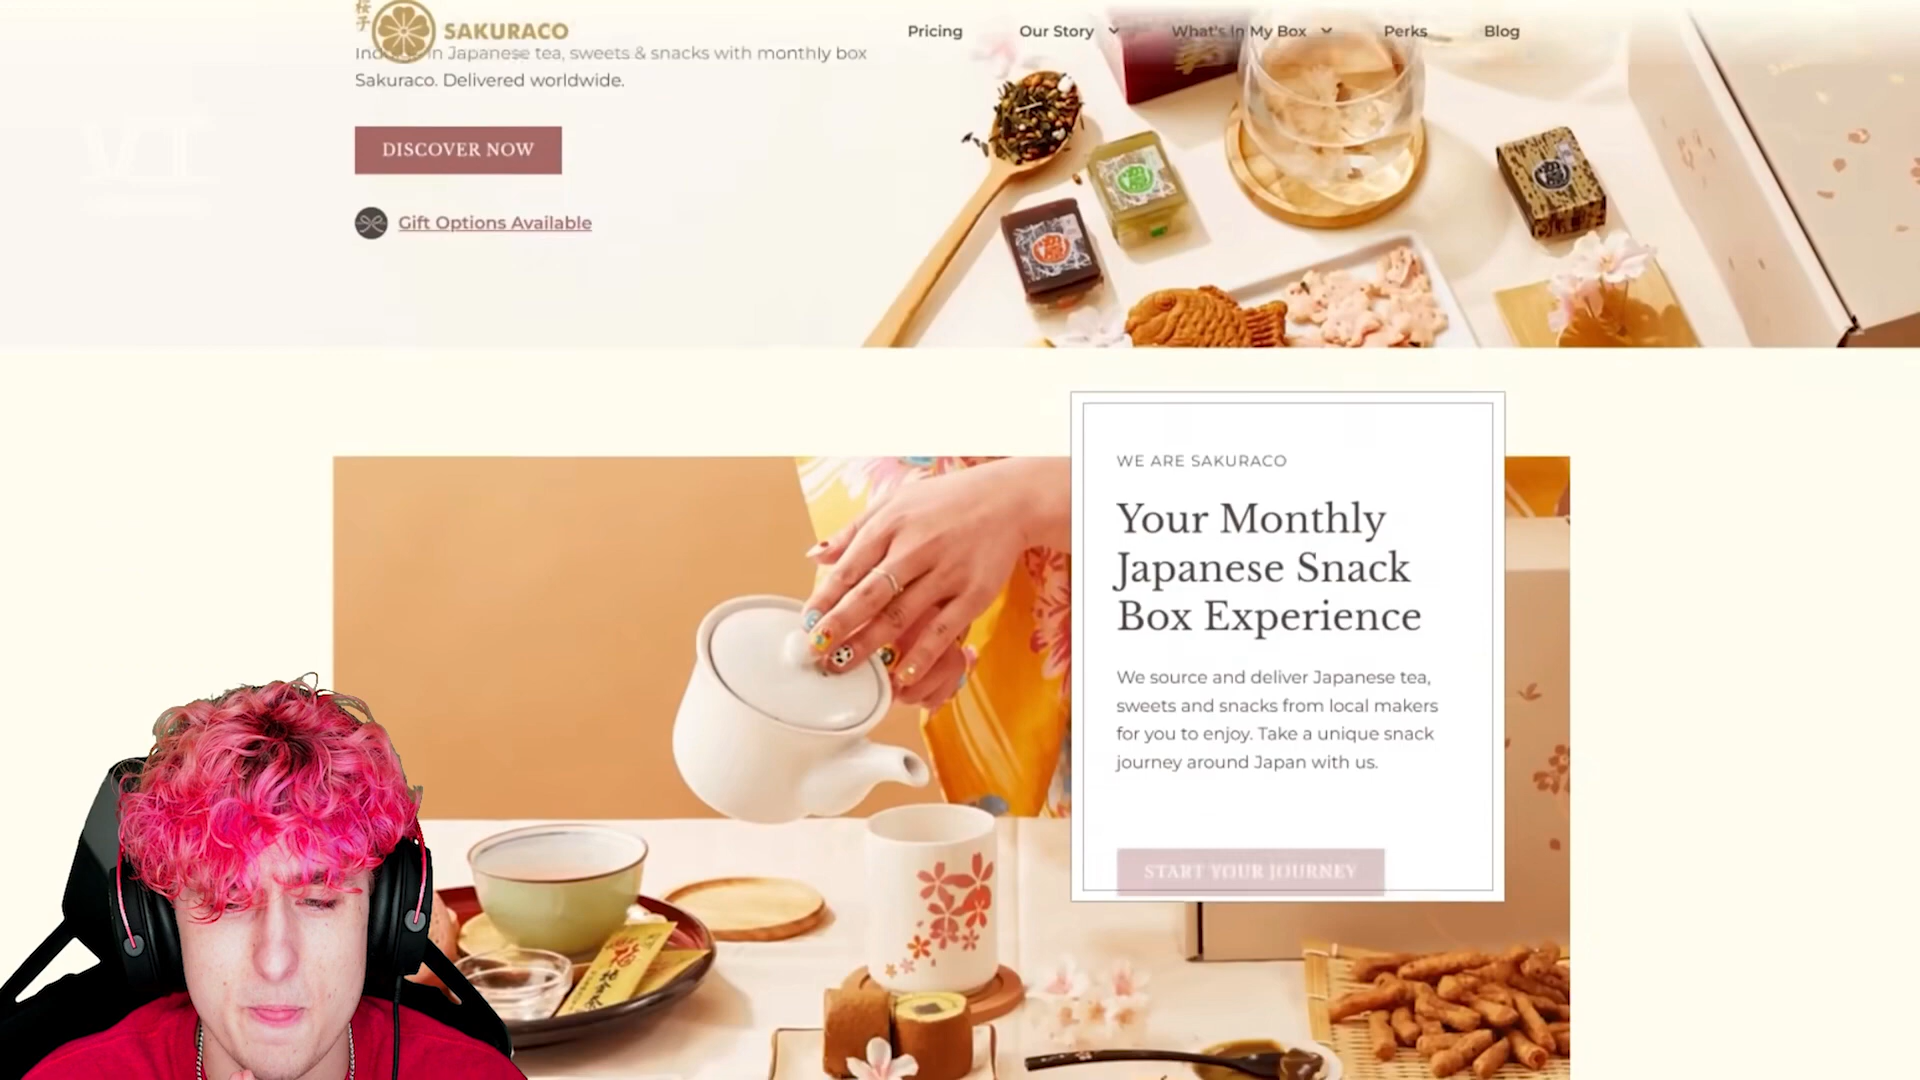 SAKURACO
Pricing
Our Story
What's In My Box
Perks
Blog
in Japanese tea, sweets & snacks with monthly box
Sakuraco. Delivered worldwide.
DISCOVER NOW
Gift Options Available
VT
WE ARE SAKURACO
Your Monthly
Japanese Snack
Box Experience
We source and deliver Japanese tea,
sweets and snacks from local makers
for you to enjoy. Take a unique snack
journey around Japan with us.
START YOUR JOURNEY